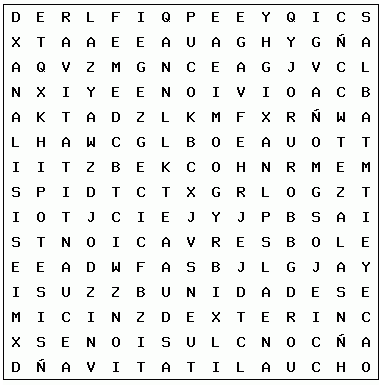 D E R L F I Q P E E Y Q I C S
X T A A E E A U A G H Y G Ñ A
A Q V Z M G N C E A G J V C L
N X I Y E E N O I V I O A C B
A K T A D Z L K M F X R Ñ W A
L H A W C G L B O E A U O T T
I I T Z B E K C O H N R M E M
S P I D T C T X G R L O G Z T
I O T J C I E J Y J P B S A I
S T N O I C A V R E S B O L E
E E A D W F A S B J L G J A Y
I S U Z Z B U N I D A D E S E
M I C I N Z D E X T E R I N C
X S E N O I S U L C N O C Ñ A
D Ñ A V I T A T I L A U C H O